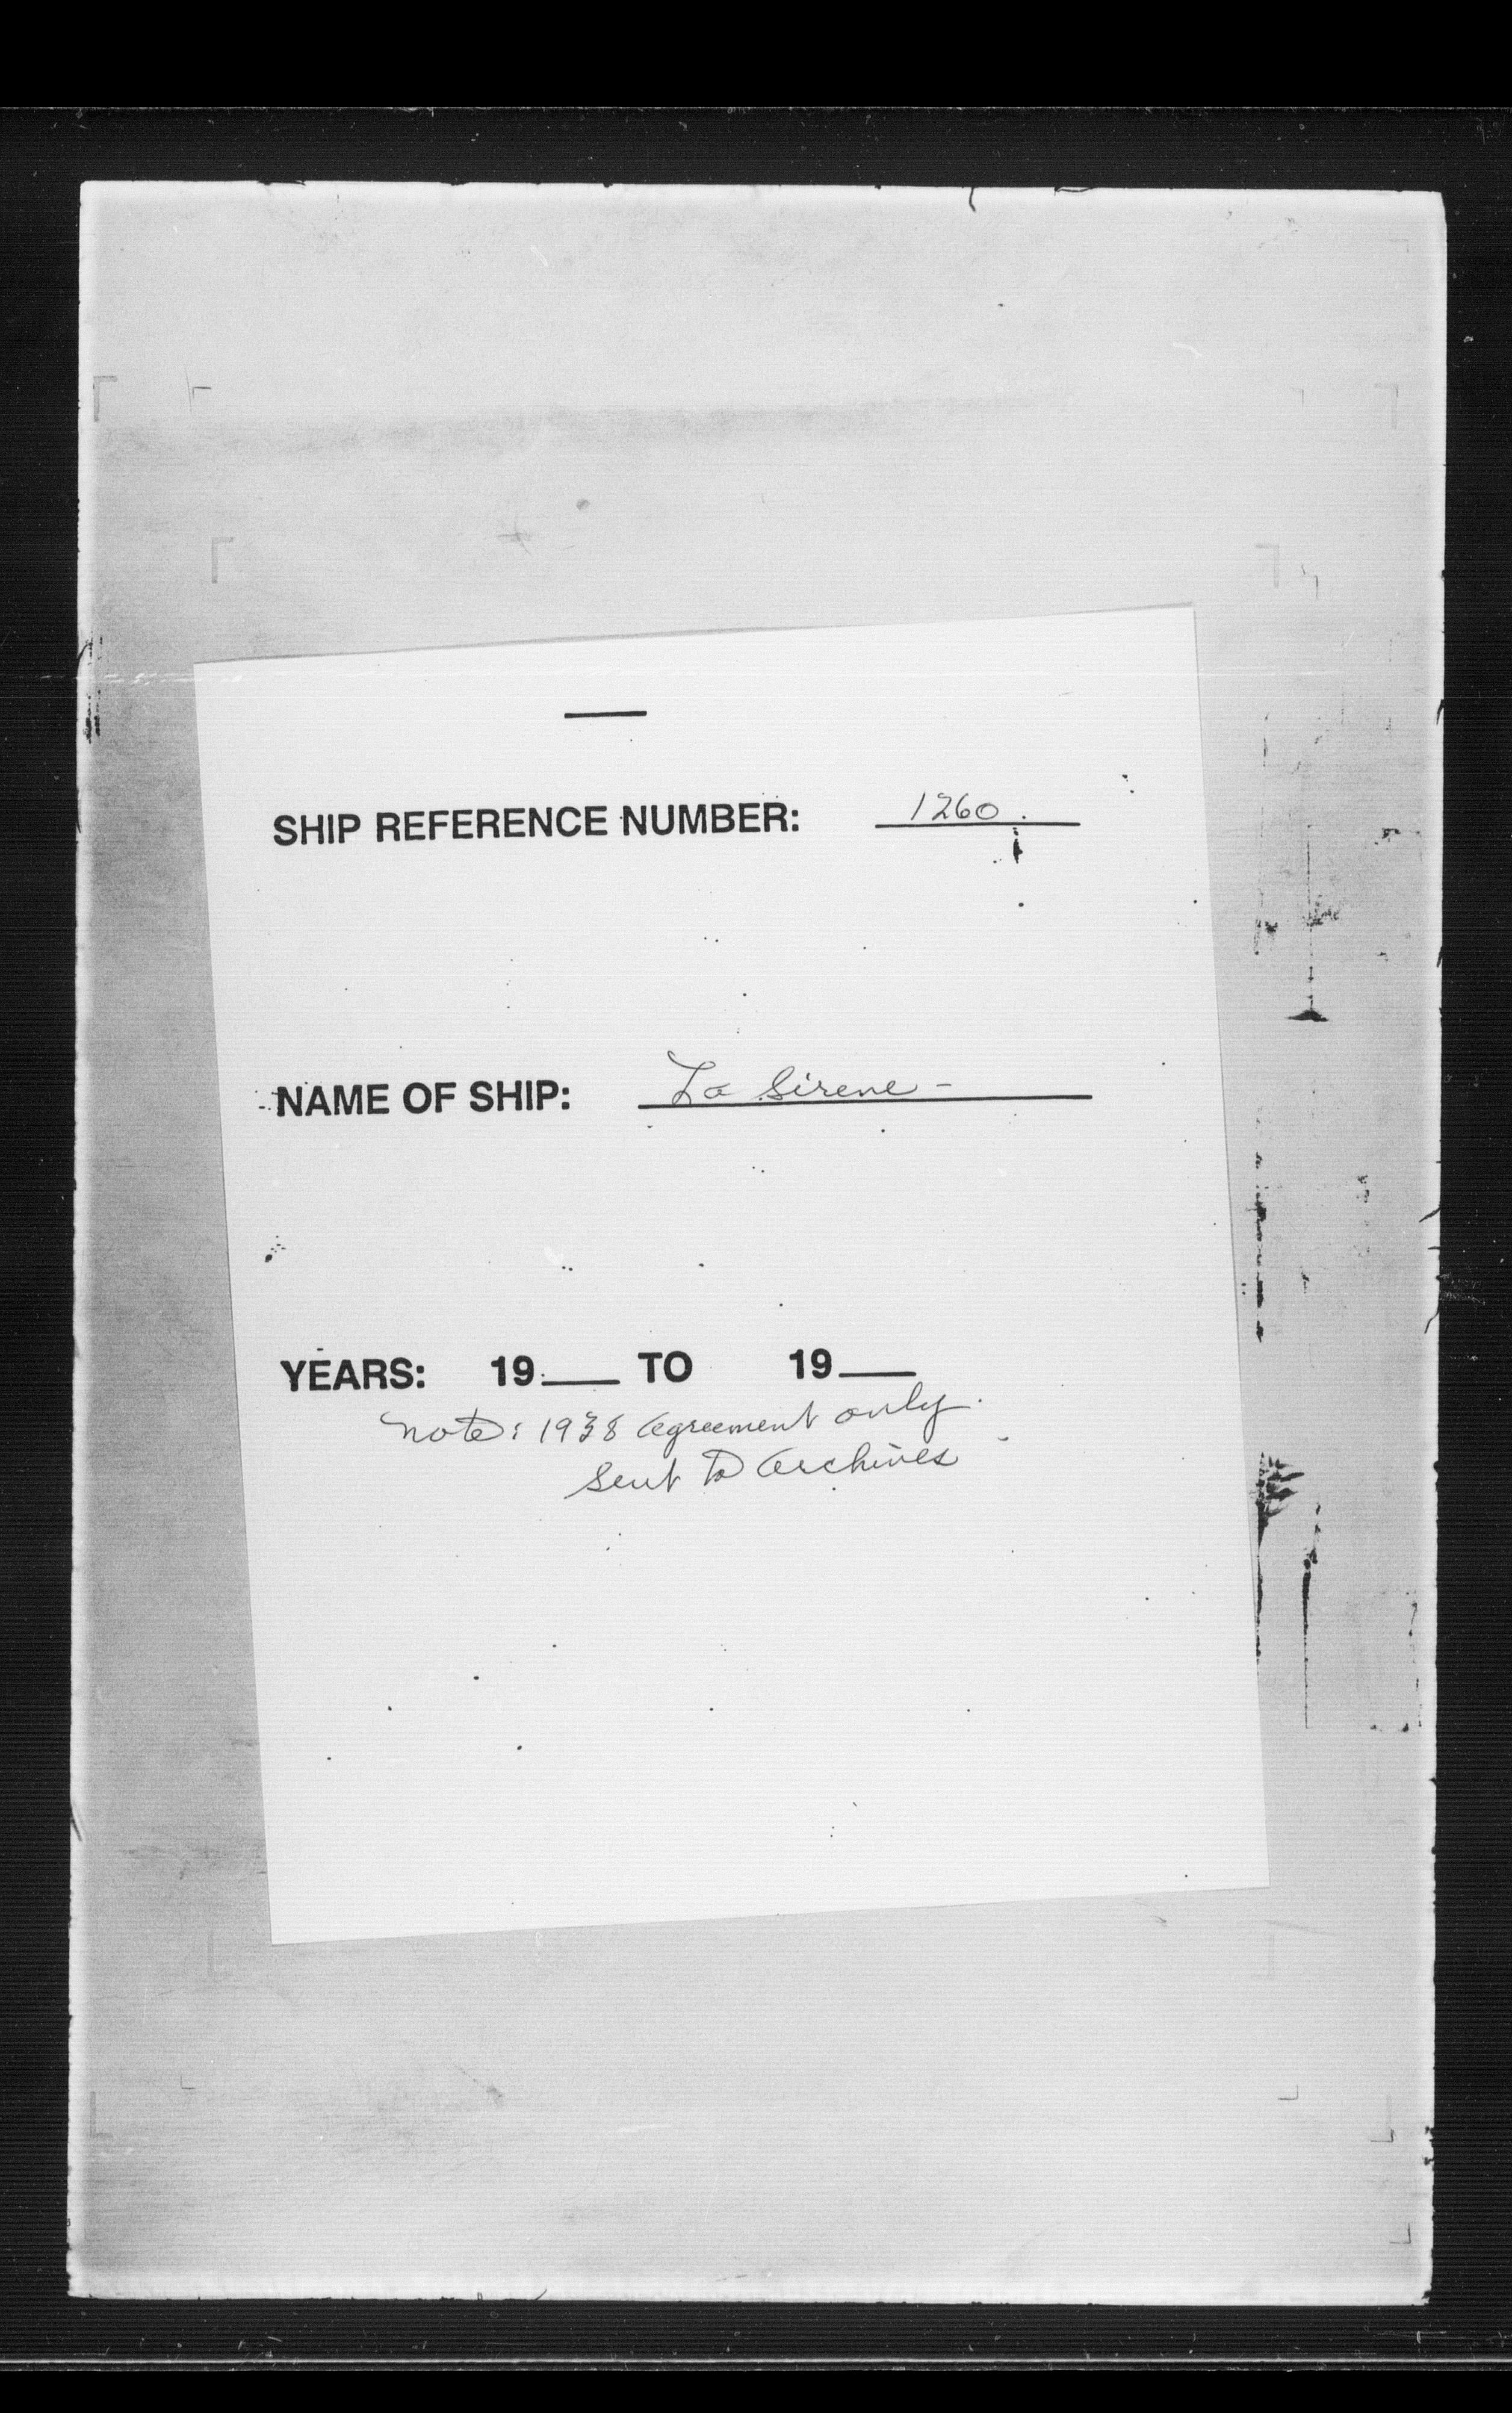 SHIP REFERENCE NUMBER: 1260.
NAME OF SHIP: La Sirene -
YEARS: 19___ TO 19___
Note: 1938 Agreement only.
Sent to Archives